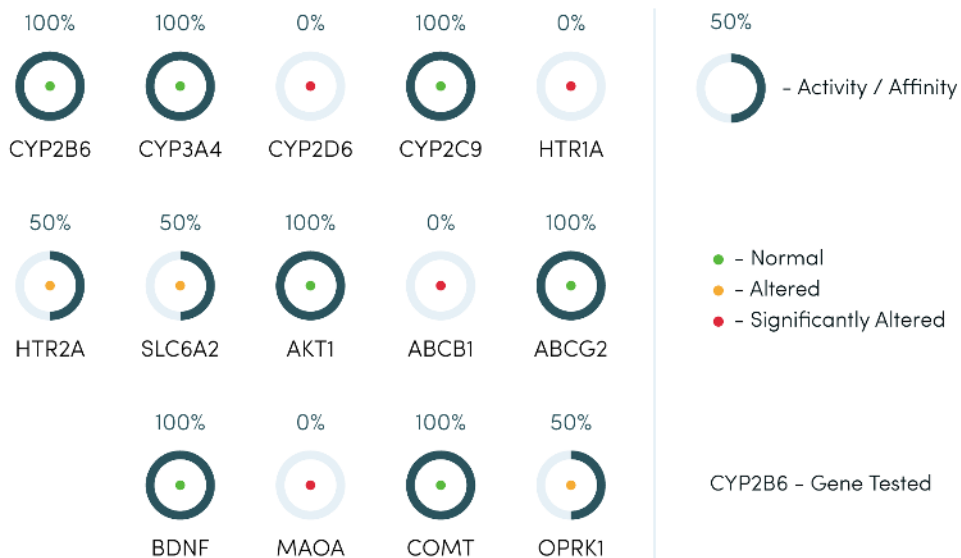 100% 100% 0% 100% 0%
CYP2B6 CYP3A4 CYP2D6 CYP2C9 HTR1A
50% 50% 100% 0% 100%
HTR2A SLC6A2 AKT1 ABCB1 ABCG2
100% 0% 100% 50%
BDNF MAOA COMT OPRK1
50%
- Activity / Affinity
- Normal
- Altered
- Significantly Altered
CYP2B6 - Gene Tested